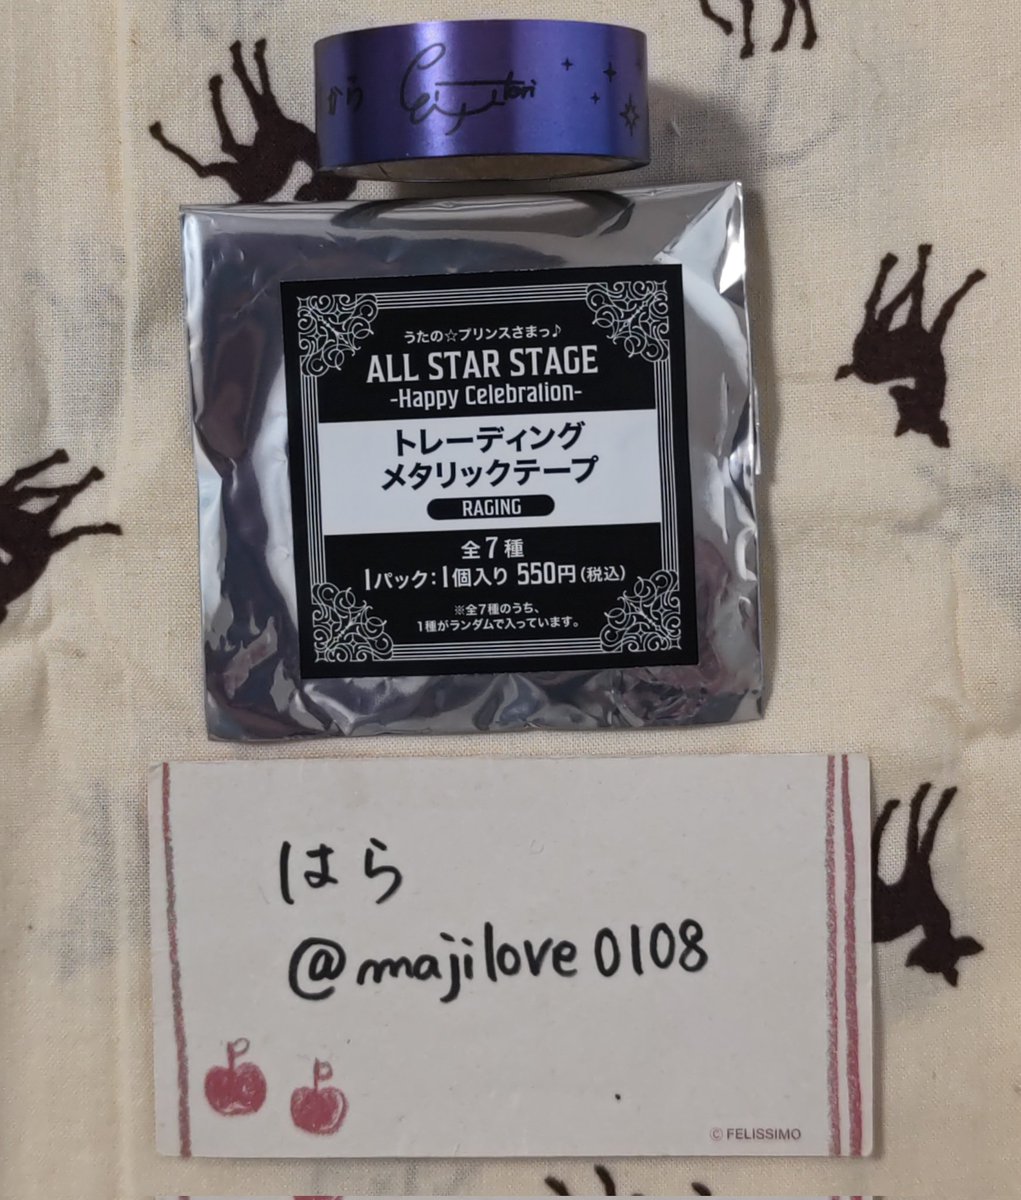 から
うたの☆プリンスさまっ♪
ALL STAR STAGE
-Happy Celebration-
トレーディング
メタリックテープ
RAGING
全7種
1パック:1個入り 550円(税込)
※全7種のうち、
1種がランダムで入っています。
はら
@majilove0108
© FELISSIMO